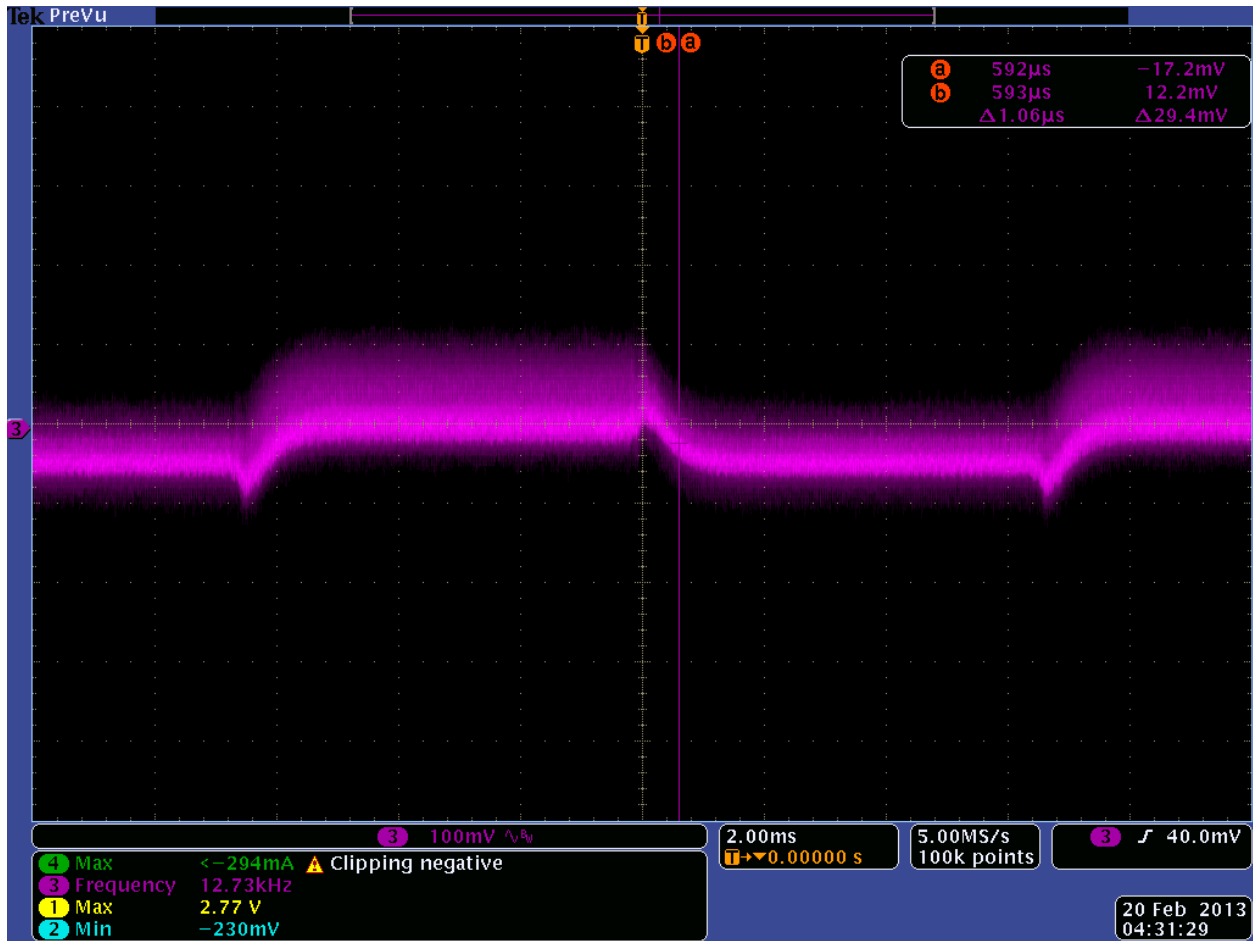 Tek PreVu
T
T b a
a 592µs −17.2mV
b 593µs 12.2mV
Δ1.06µs Δ29.4mV
3
3 100mV
2.00ms
T→▼0.00000 s
5.00MS/s
100k points
3 40.0mV
4 Max <−294mA Clipping negative
3 Frequency 12.73kHz
1 Max 2.77 V
2 Min −230mV
20 Feb 2013
04:31:29